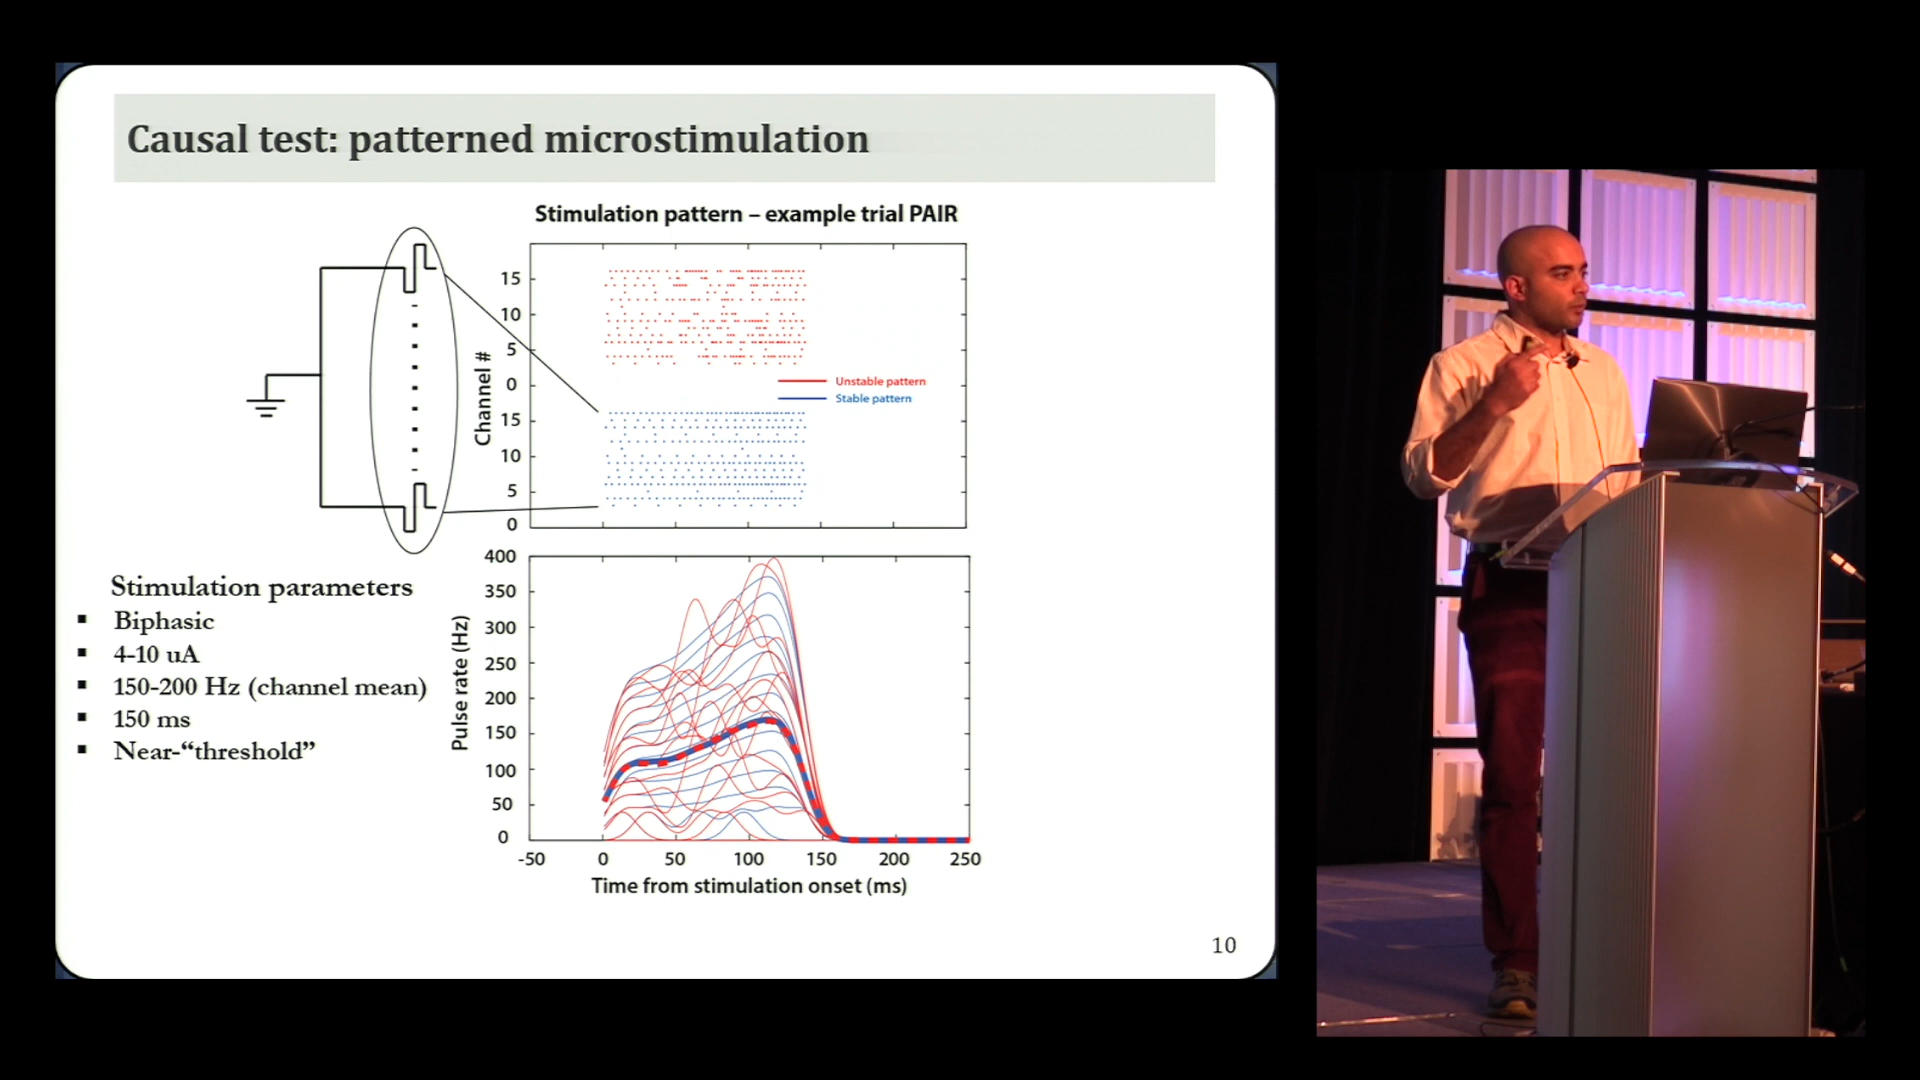 Causal test: patterned microstimulation
Stimulation pattern – example trial PAIR
15
10
5
0
15
10
5
0
Channel #
Unstable pattern
Stable pattern
Stimulation parameters
▪ Biphasic
▪ 4-10 uA
▪ 150-200 Hz (channel mean)
▪ 150 ms
▪ Near-“threshold”
400
350
300
250
200
150
100
50
0
Pulse rate (Hz)
-50 0 50 100 150 200 250
Time from stimulation onset (ms)
10